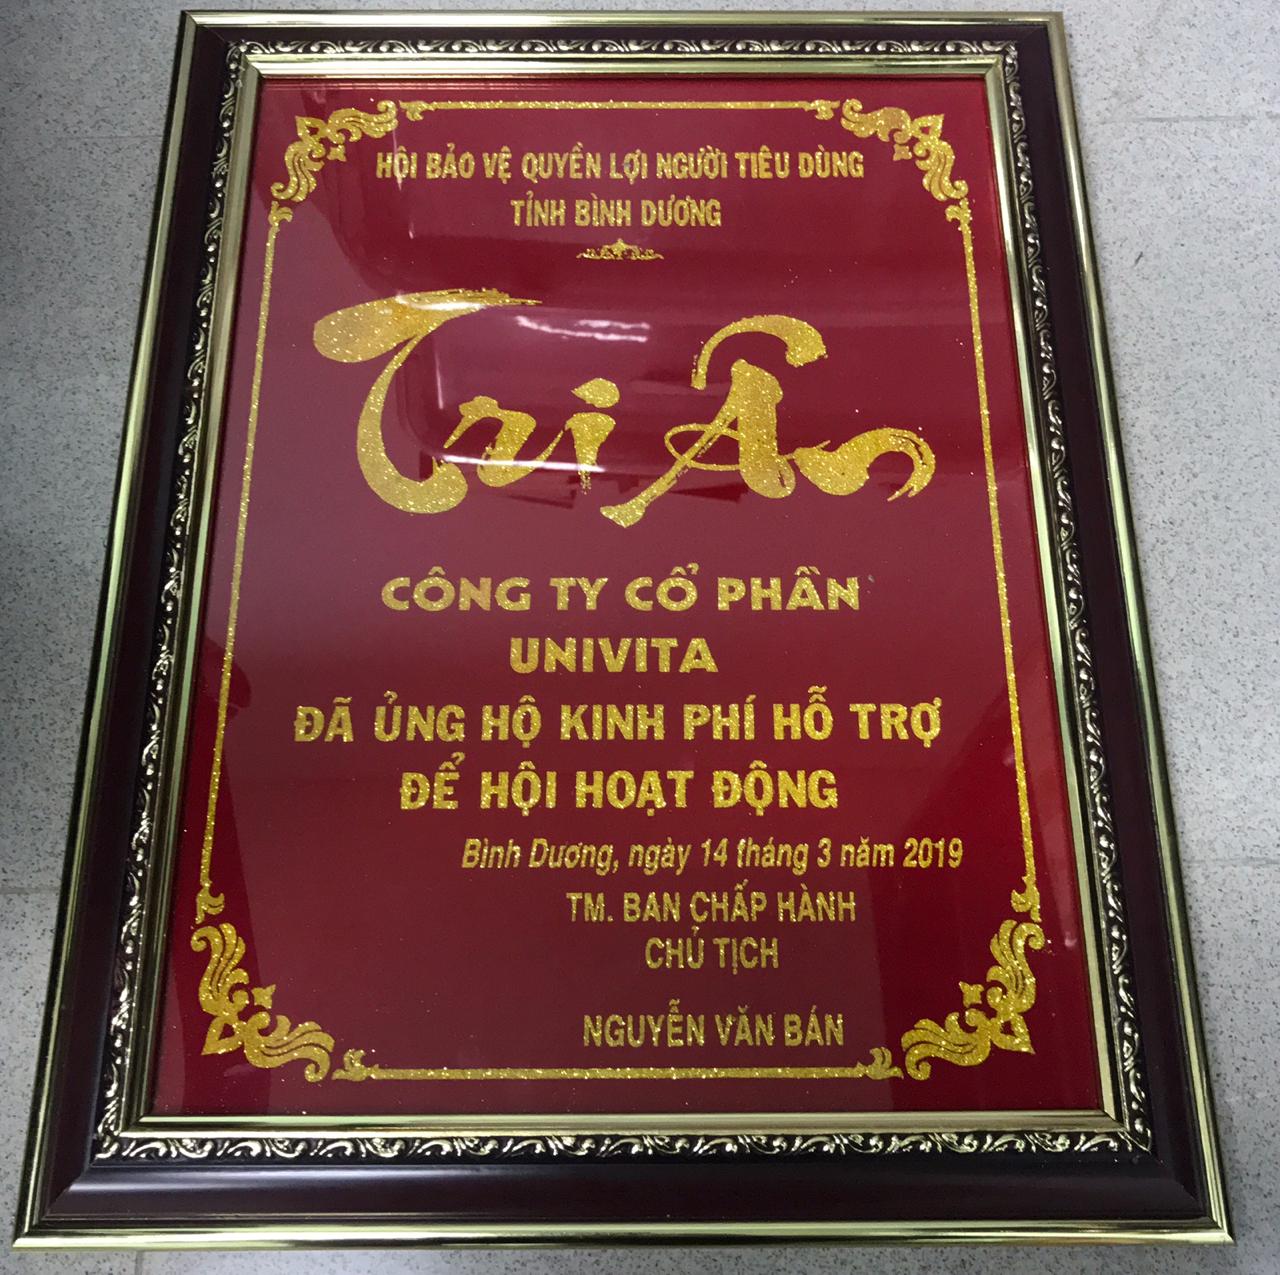 HỘI BẢO VỆ QUYỀN LỢI NGƯỜI TIÊU DÙNG
TỈNH BÌNH DƯƠNG
Tri Ân
CÔNG TY CỔ PHẦN
UNIVITA
ĐÃ ỦNG HỘ KINH PHÍ HỖ TRỢ
ĐỂ HỘI HOẠT ĐỘNG
Bình Dương, ngày 14 tháng 3 năm 2019
TM. BAN CHẤP HÀNH
CHỦ TỊCH
NGUYỄN VĂN BÁN